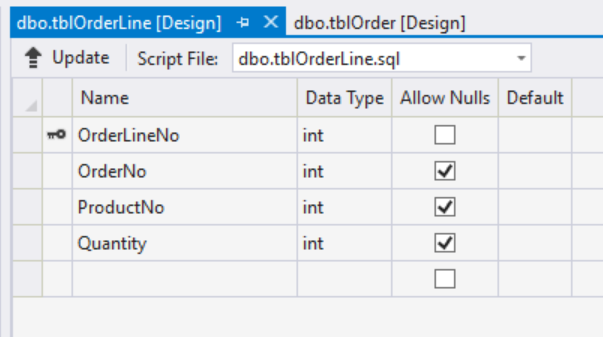 dbo.tblOrderLine [Design] dbo.tblOrder [Design]
Update Script File: dbo.tblOrderLine.sql
Name Data Type Allow Nulls Default
OrderLineNo int
OrderNo int
ProductNo int
Quantity int